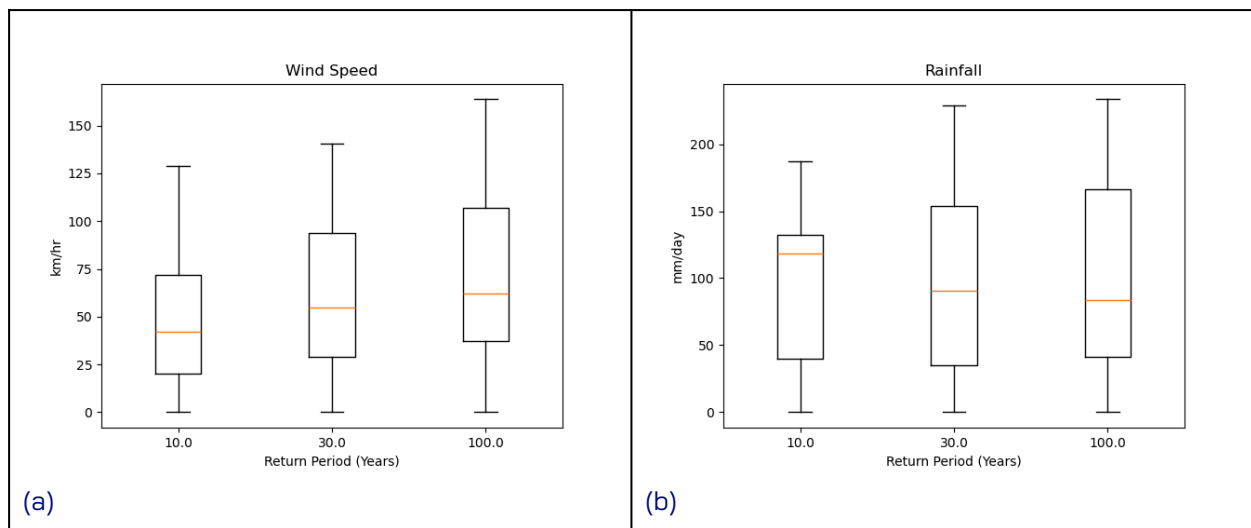 Wind Speed
150
125
100
75
50
25
0
km/hr
10.0 30.0 100.0
Return Period (Years)
(a)
Rainfall
200
150
100
50
0
mm/day
10.0 30.0 100.0
Return Period (Years)
(b)